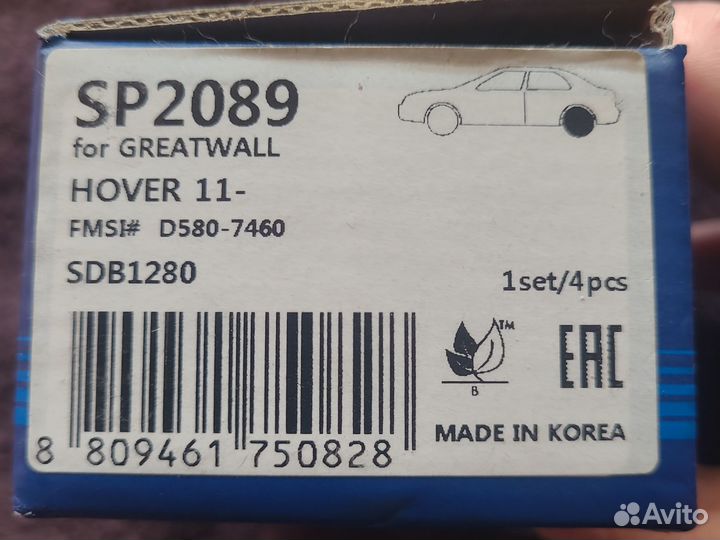 SP2089
for GREATWALL
HOVER 11-
FMSI# D580-7460
SDB1280
1set/4pcs
TM
B
EAC
MADE IN KOREA
8 809461 750828
Avito